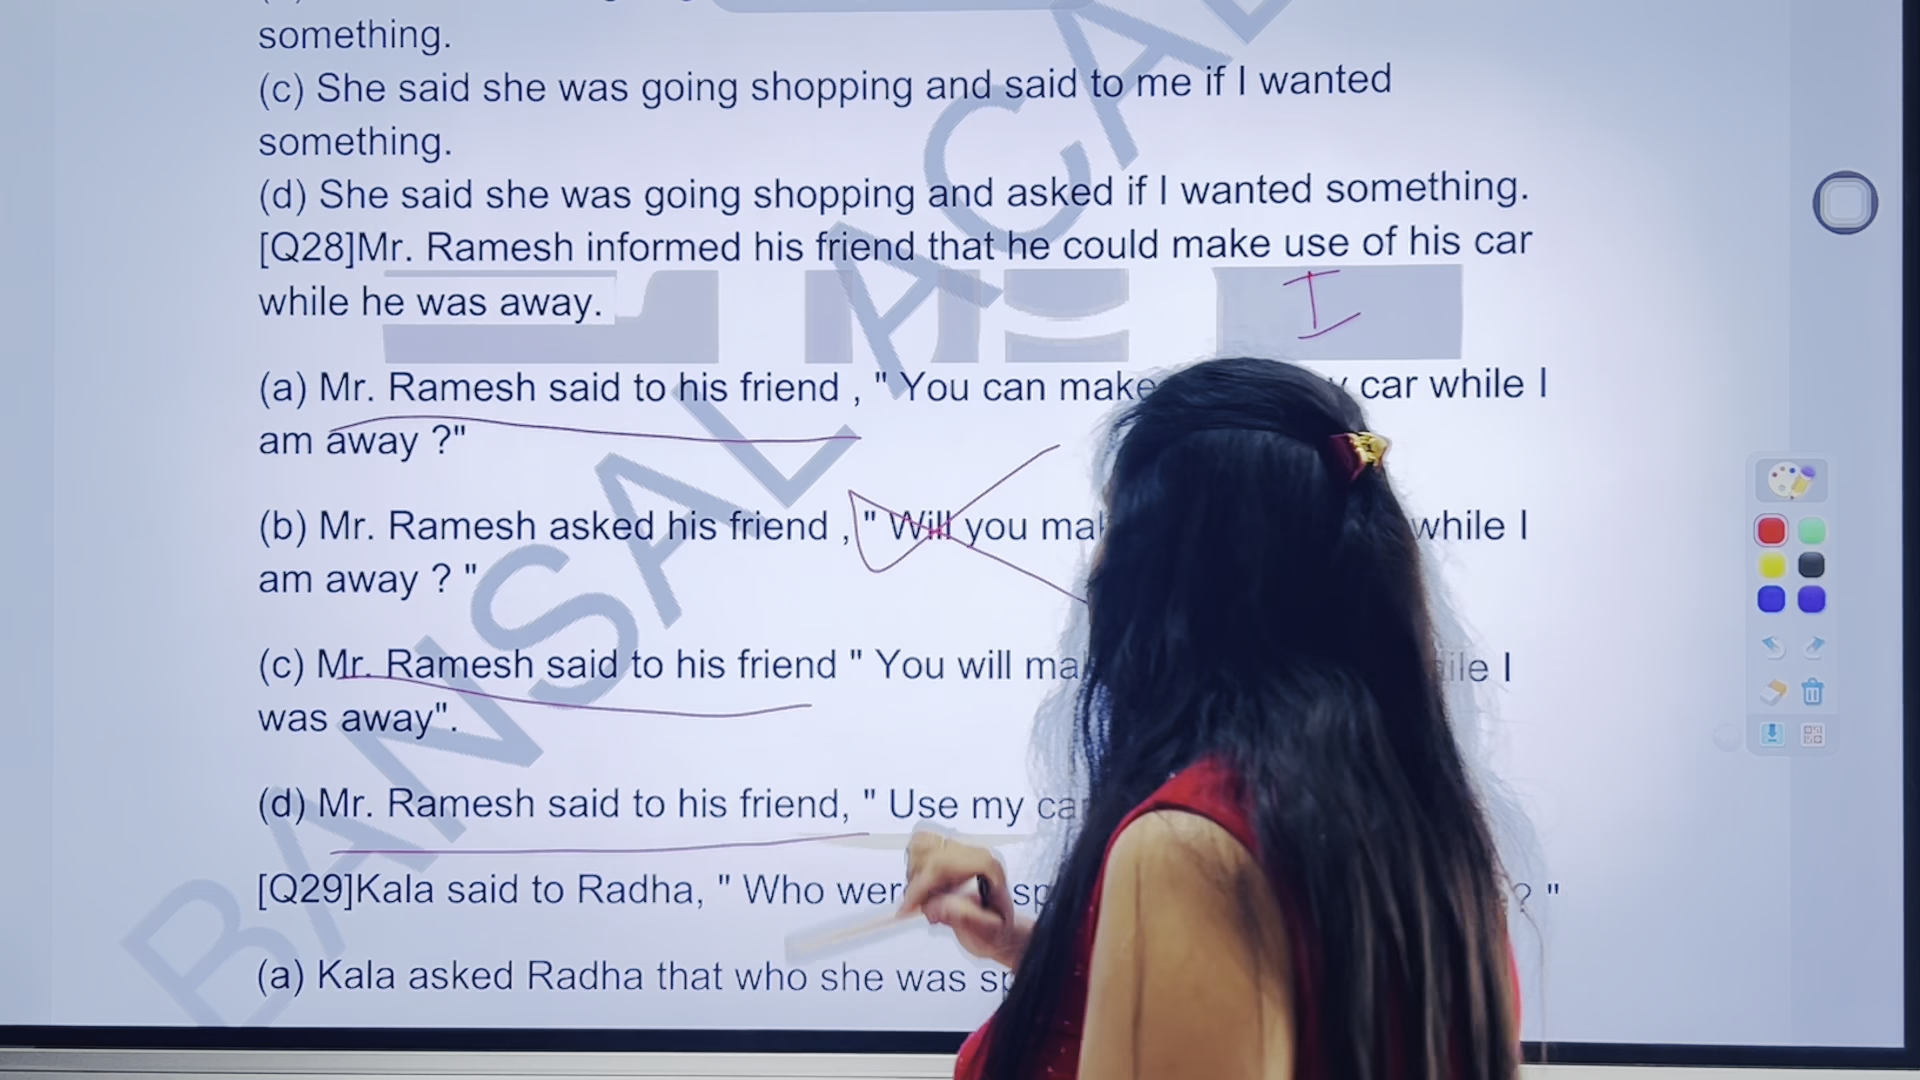 something.
(c) She said she was going shopping and said to me if I wanted
something.
(d) She said she was going shopping and asked if I wanted something.
[Q28]Mr. Ramesh informed his friend that he could make use of his car
while he was away.
I
(a) Mr. Ramesh said to his friend , " You can make car while I
am away ?"
(b) Mr. Ramesh asked his friend , " Will you while I
am away ? "
(c) Mr. Ramesh said to his friend " You will I
was away".
(d) Mr. Ramesh said to his friend, " Use my
[Q29]Kala said to Radha, " Who ? "
(a) Kala asked Radha that who she was
BANSAL